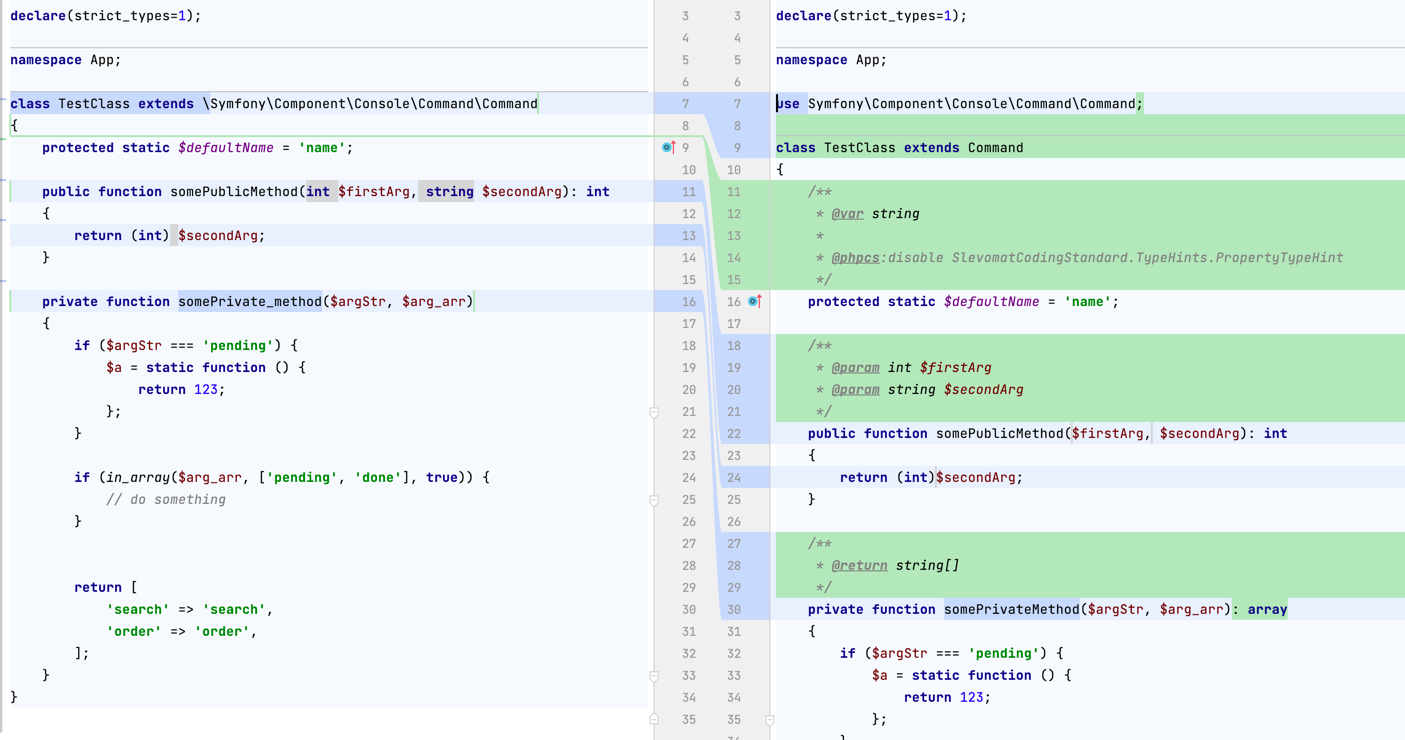 declare(strict_types=1);
namespace App;
class TestClass extends \Symfony\Component\Console\Command\Command
{
    protected static $defaultName = 'name';
    public function somePublicMethod(int $firstArg, string $secondArg): int
    {
        return (int) $secondArg;
    }
    private function somePrivate_method($argStr, $arg_arr)
    {
        if ($argStr === 'pending') {
            $a = static function () {
                return 123;
            };
        }
        if (in_array($arg_arr, ['pending', 'done'], true)) {
            // do something
        }
        return [
            'search' => 'search',
            'order' => 'order',
        ];
    }
}
3 3
4 4
5 5
6 6
7 7
8 8
9 9
10 10
11 11
12 12
13 13
14 14
15 15
16 16
17 17
18 18
19 19
20 20
21 21
22 22
23 23
24 24
25 25
26 26
27 27
28 28
29 29
30 30
31 31
32 32
33 33
34 34
35 35
declare(strict_types=1);
namespace App;
use Symfony\Component\Console\Command\Command;
class TestClass extends Command
{
    /**
     * @var string
     *
     * @phpcs:disable SlevomatCodingStandard.TypeHints.PropertyTypeHint
     */
    protected static $defaultName = 'name';
    /**
     * @param int $firstArg
     * @param string $secondArg
     */
    public function somePublicMethod($firstArg, $secondArg): int
    {
        return (int)$secondArg;
    }
    /**
     * @return string[]
     */
    private function somePrivateMethod($argStr, $arg_arr): array
    {
        if ($argStr === 'pending') {
            $a = static function () {
                return 123;
            };